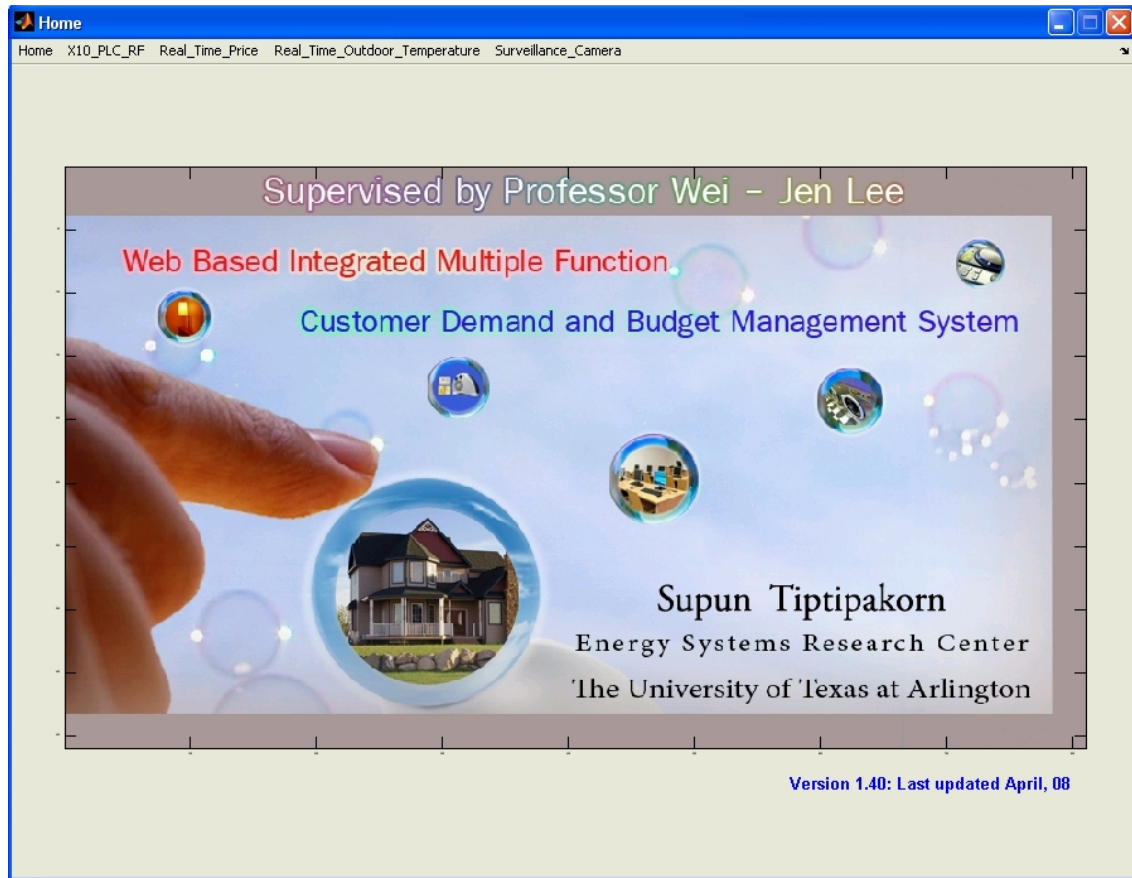 Home
Home X10_PLC_RF Real_Time_Price Real_Time_Outdoor_Temperature Surveillance_Camera
Supervised by Professor Wei – Jen Lee
Web Based Integrated Multiple Function
Customer Demand and Budget Management System
Supun Tiptipakorn
Energy Systems Research Center
The University of Texas at Arlington
Version 1.40: Last updated April, 08